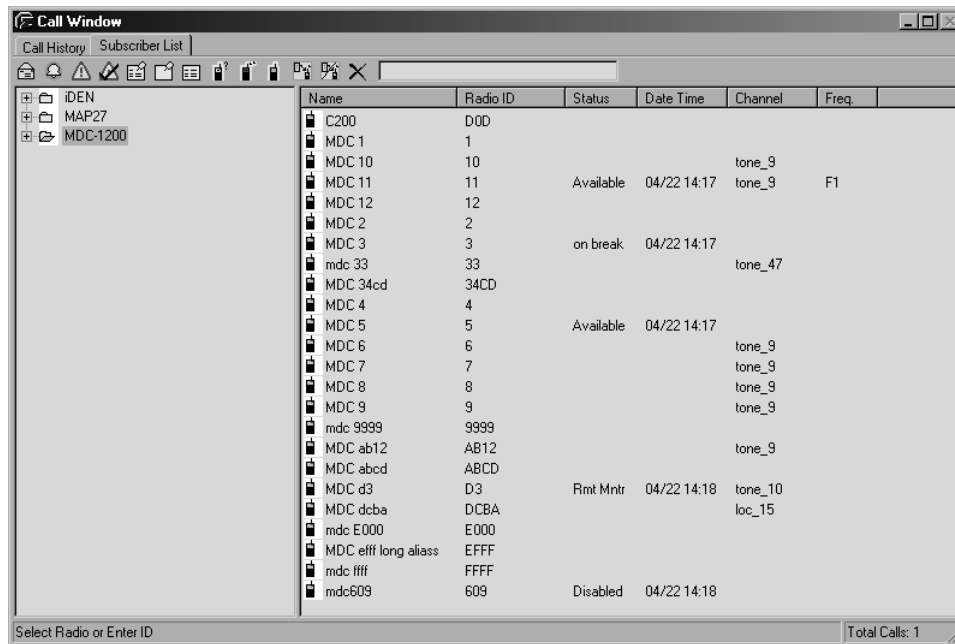 Call Window
Call History Subscriber List
iDEN
MAP27
MDC-1200
Name Radio ID Status Date Time Channel Freq.
C200 D0D
MDC 1 1
MDC 10 10 tone_9
MDC 11 11 Available 04/22 14:17 tone_9 F1
MDC 12 12
MDC 2 2
MDC 3 3 on break 04/22 14:17
mdc 33 33 tone_47
MDC 34cd 34CD
MDC 4 4
MDC 5 5 Available 04/22 14:17
MDC 6 6 tone_9
MDC 7 7 tone_9
MDC 8 8 tone_9
MDC 9 9 tone_9
mdc 9999 9999
MDC ab12 AB12 tone_9
MDC abcd ABCD
MDC d3 D3 Rmt Mntr 04/22 14:18 tone_10
MDC dcba DCBA loc_15
mdc E000 E000
MDC efff long aliass EFFF
mdc ffff FFFF
mdc609 609 Disabled 04/22 14:18
Select Radio or Enter ID Total Calls: 1